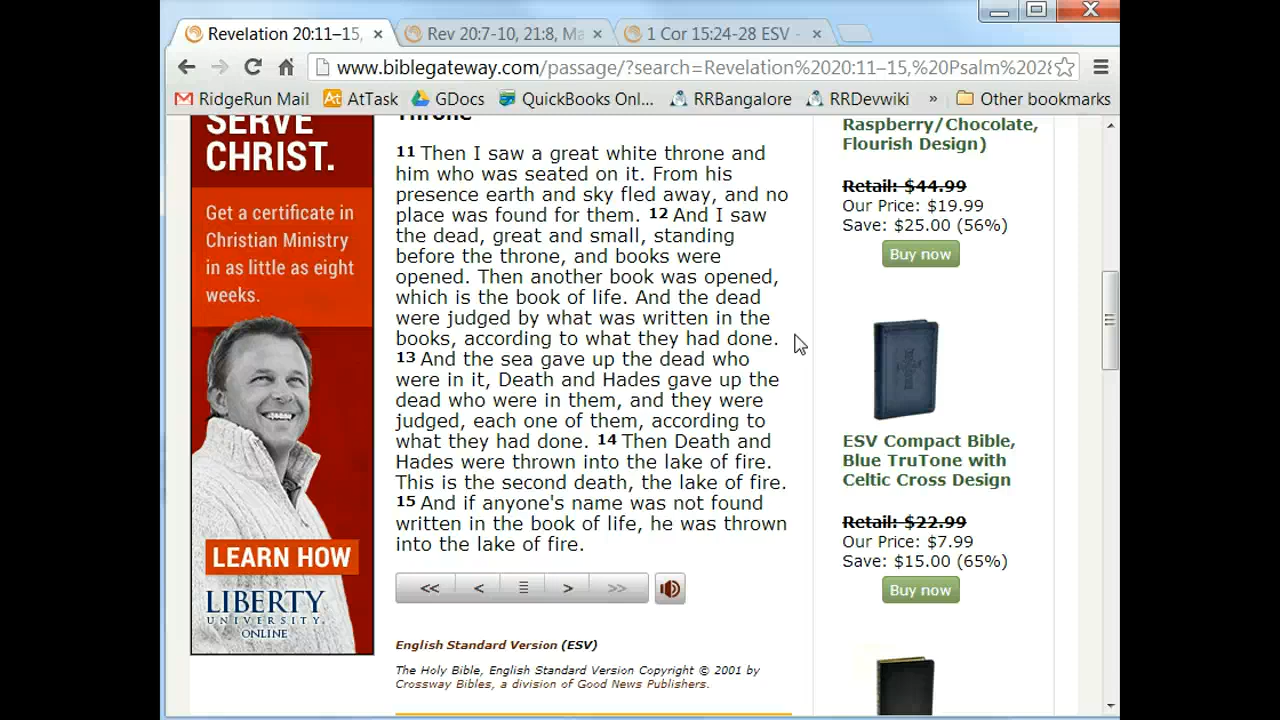 Revelation 20:11–15,
Rev 20:7-10, 21:8, Ma
1 Cor 15:24-28 ESV -
www.biblegateway.com/passage/?search=Revelation%2020:11–15,%20Psalm%2028
RidgeRun Mail
AtTask
GDocs
QuickBooks Onl...
RRBangalore
RRDevwiki
»
Other bookmarks
SERVE
CHRIST.
Get a certificate in
Christian Ministry
in as little as eight
weeks.
LEARN HOW
LIBERTY
UNIVERSITY.
ONLINE
Throne
11 Then I saw a great white throne and
him who was seated on it. From his
presence earth and sky fled away, and no
place was found for them. 12 And I saw
the dead, great and small, standing
before the throne, and books were
opened. Then another book was opened,
which is the book of life. And the dead
were judged by what was written in the
books, according to what they had done.
13 And the sea gave up the dead who
were in it, Death and Hades gave up the
dead who were in them, and they were
judged, each one of them, according to
what they had done. 14 Then Death and
Hades were thrown into the lake of fire.
This is the second death, the lake of fire.
15 And if anyone's name was not found
written in the book of life, he was thrown
into the lake of fire.
<< < > >>
English Standard Version (ESV)
The Holy Bible, English Standard Version Copyright © 2001 by
Crossway Bibles, a division of Good News Publishers.
Raspberry/Chocolate,
Flourish Design)
Retail: $44.99
Our Price: $19.99
Save: $25.00 (56%)
Buy now
ESV Compact Bible,
Blue TruTone with
Celtic Cross Design
Retail: $22.99
Our Price: $7.99
Save: $15.00 (65%)
Buy now